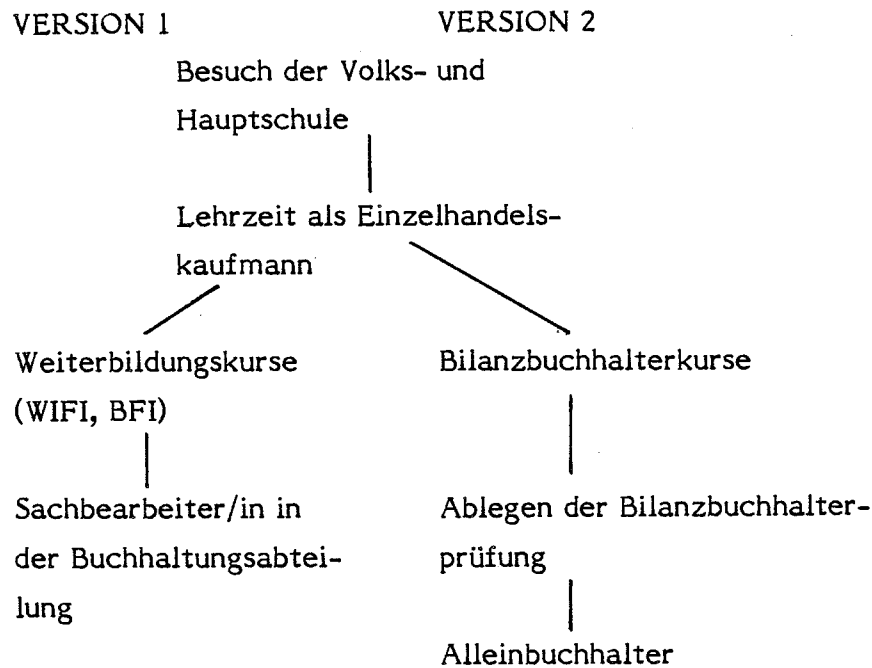 VERSION 1 VERSION 2
Besuch der Volks- und
Hauptschule
Lehrzeit als Einzelhandels-
kaufmann
Weiterbildungskurse
(WIFI, BFI)
Sachbearbeiter/in in
der Buchhaltungsabtei-
lung
Bilanzbuchhalterkurse
Ablegen der Bilanzbuchhalter-
prüfung
Alleinbuchhalter